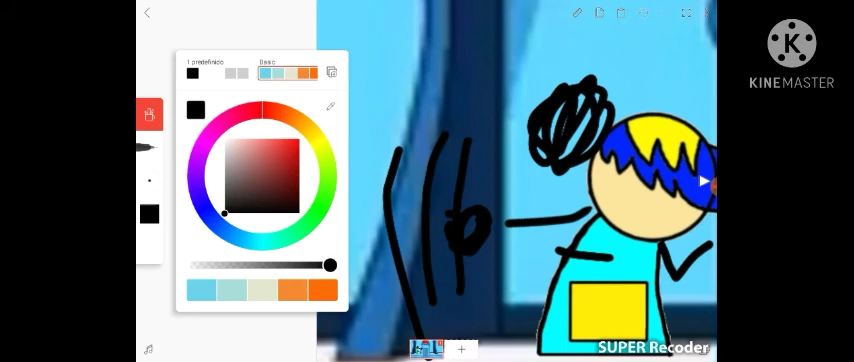 1 predefinido
Basic
K
KINEMASTER
SUPER Recoder